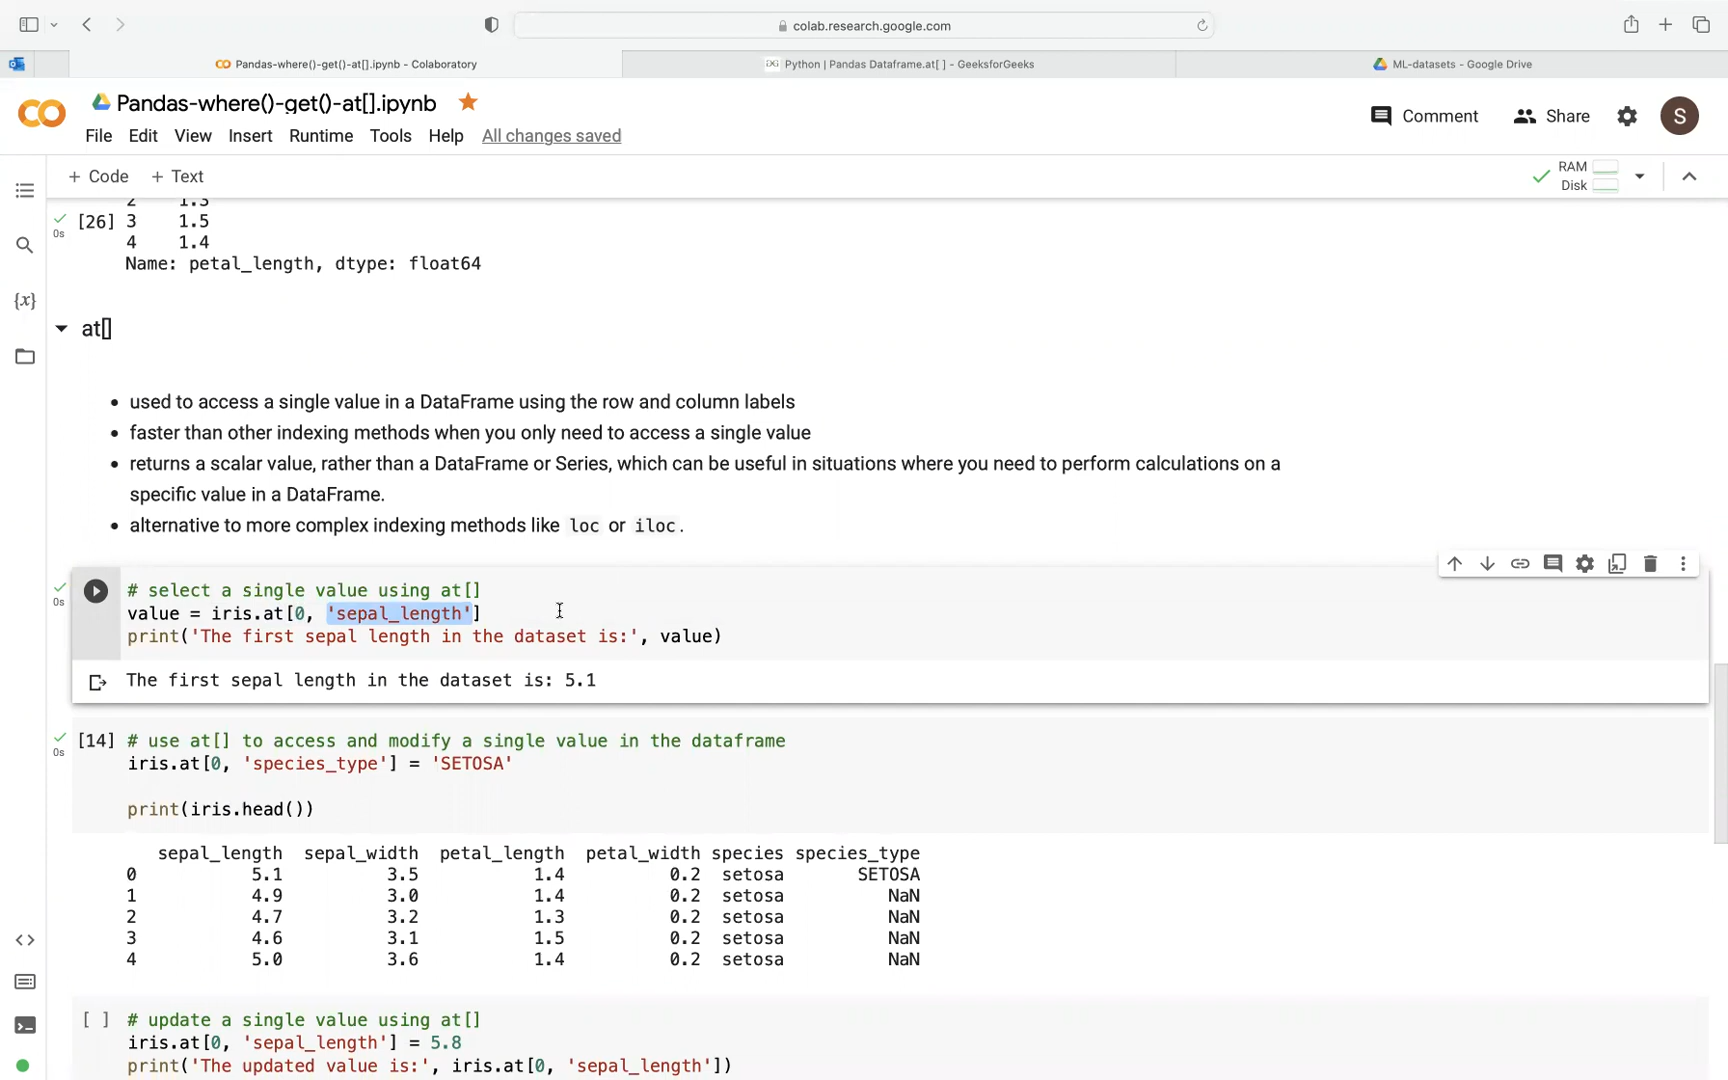 colab.research.google.com
Pandas-where()-get()-at[].ipynb - Colaboratory
Python | Pandas Dataframe.at[ ] - GeeksforGeeks
ML-datasets - Google Drive
Pandas-where()-get()-at[].ipynb
File Edit View Insert Runtime Tools Help All changes saved
Comment Share S
+ Code + Text
RAM
Disk
2 1.3
0s [26] 3 1.5
4 1.4
Name: petal_length, dtype: float64
at[]
• used to access a single value in a DataFrame using the row and column labels
• faster than other indexing methods when you only need to access a single value
• returns a scalar value, rather than a DataFrame or Series, which can be useful in situations where you need to perform calculations on a
specific value in a DataFrame.
• alternative to more complex indexing methods like loc or iloc.
0s # select a single value using at[]
value = iris.at[0, 'sepal_length']
print('The first sepal length in the dataset is:', value)
The first sepal length in the dataset is: 5.1
0s [14] # use at[] to access and modify a single value in the dataframe
iris.at[0, 'species_type'] = 'SETOSA'
print(iris.head())
sepal_length sepal_width petal_length petal_width species species_type
0 5.1 3.5 1.4 0.2 setosa SETOSA
1 4.9 3.0 1.4 0.2 setosa NaN
2 4.7 3.2 1.3 0.2 setosa NaN
3 4.6 3.1 1.5 0.2 setosa NaN
4 5.0 3.6 1.4 0.2 setosa NaN
[ ] # update a single value using at[]
iris.at[0, 'sepal_length'] = 5.8
print('The updated value is:', iris.at[0, 'sepal_length'])